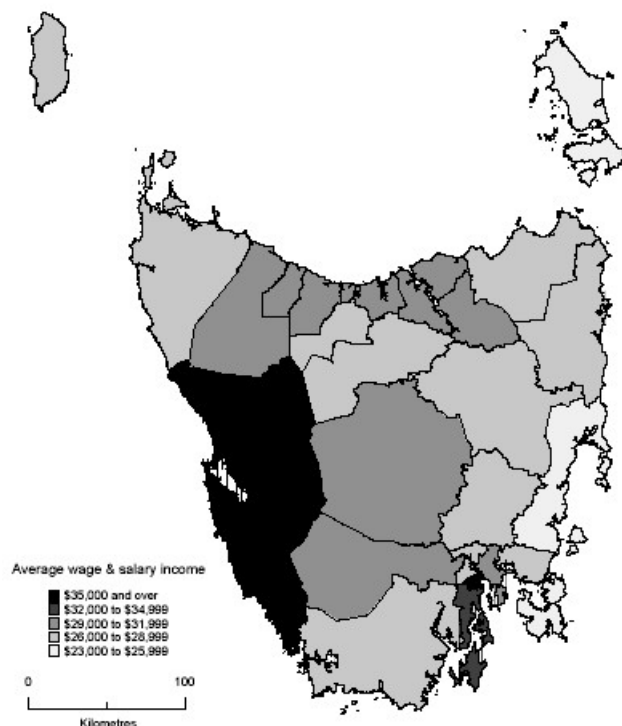 Average wage & salary income
$35,000 and over
$32,000 to $34,999
$29,000 to $31,999
$26,000 to $28,999
$23,000 to $25,999
0 100
Kilometres